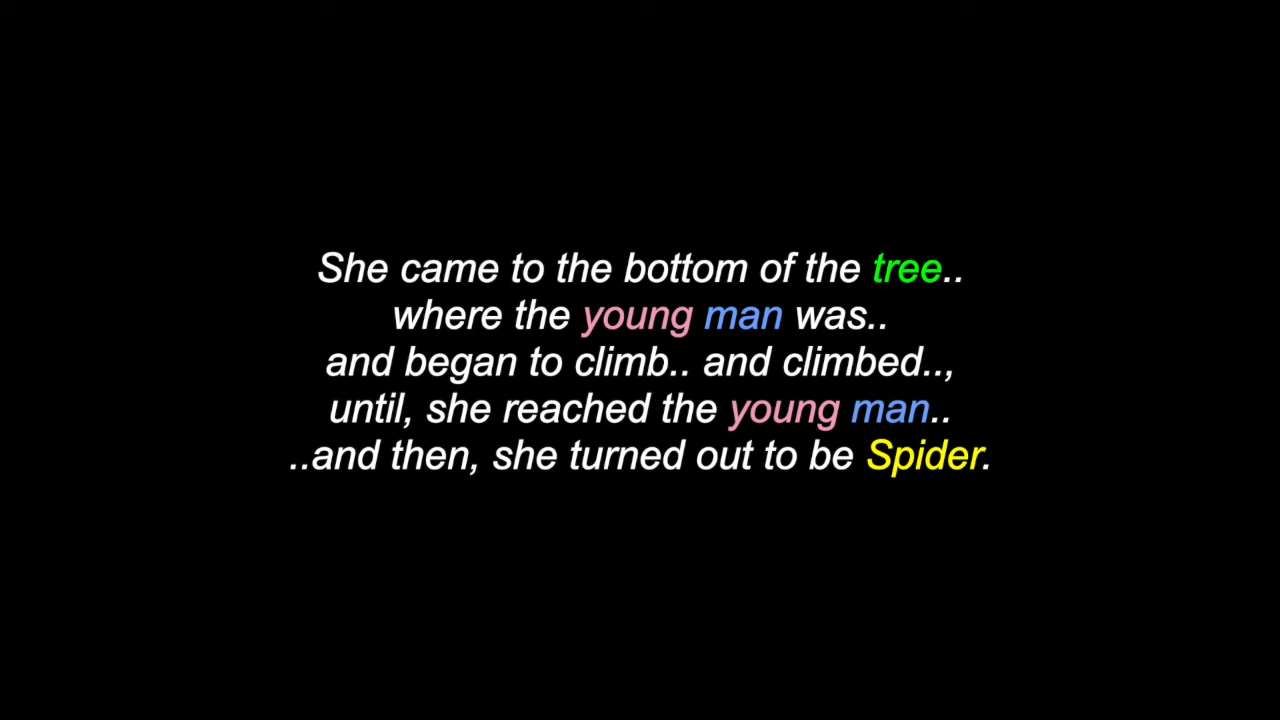 She came to the bottom of the tree..
where the young man was..
and began to climb.. and climbed..,
until, she reached the young man..
..and then, she turned out to be Spider.